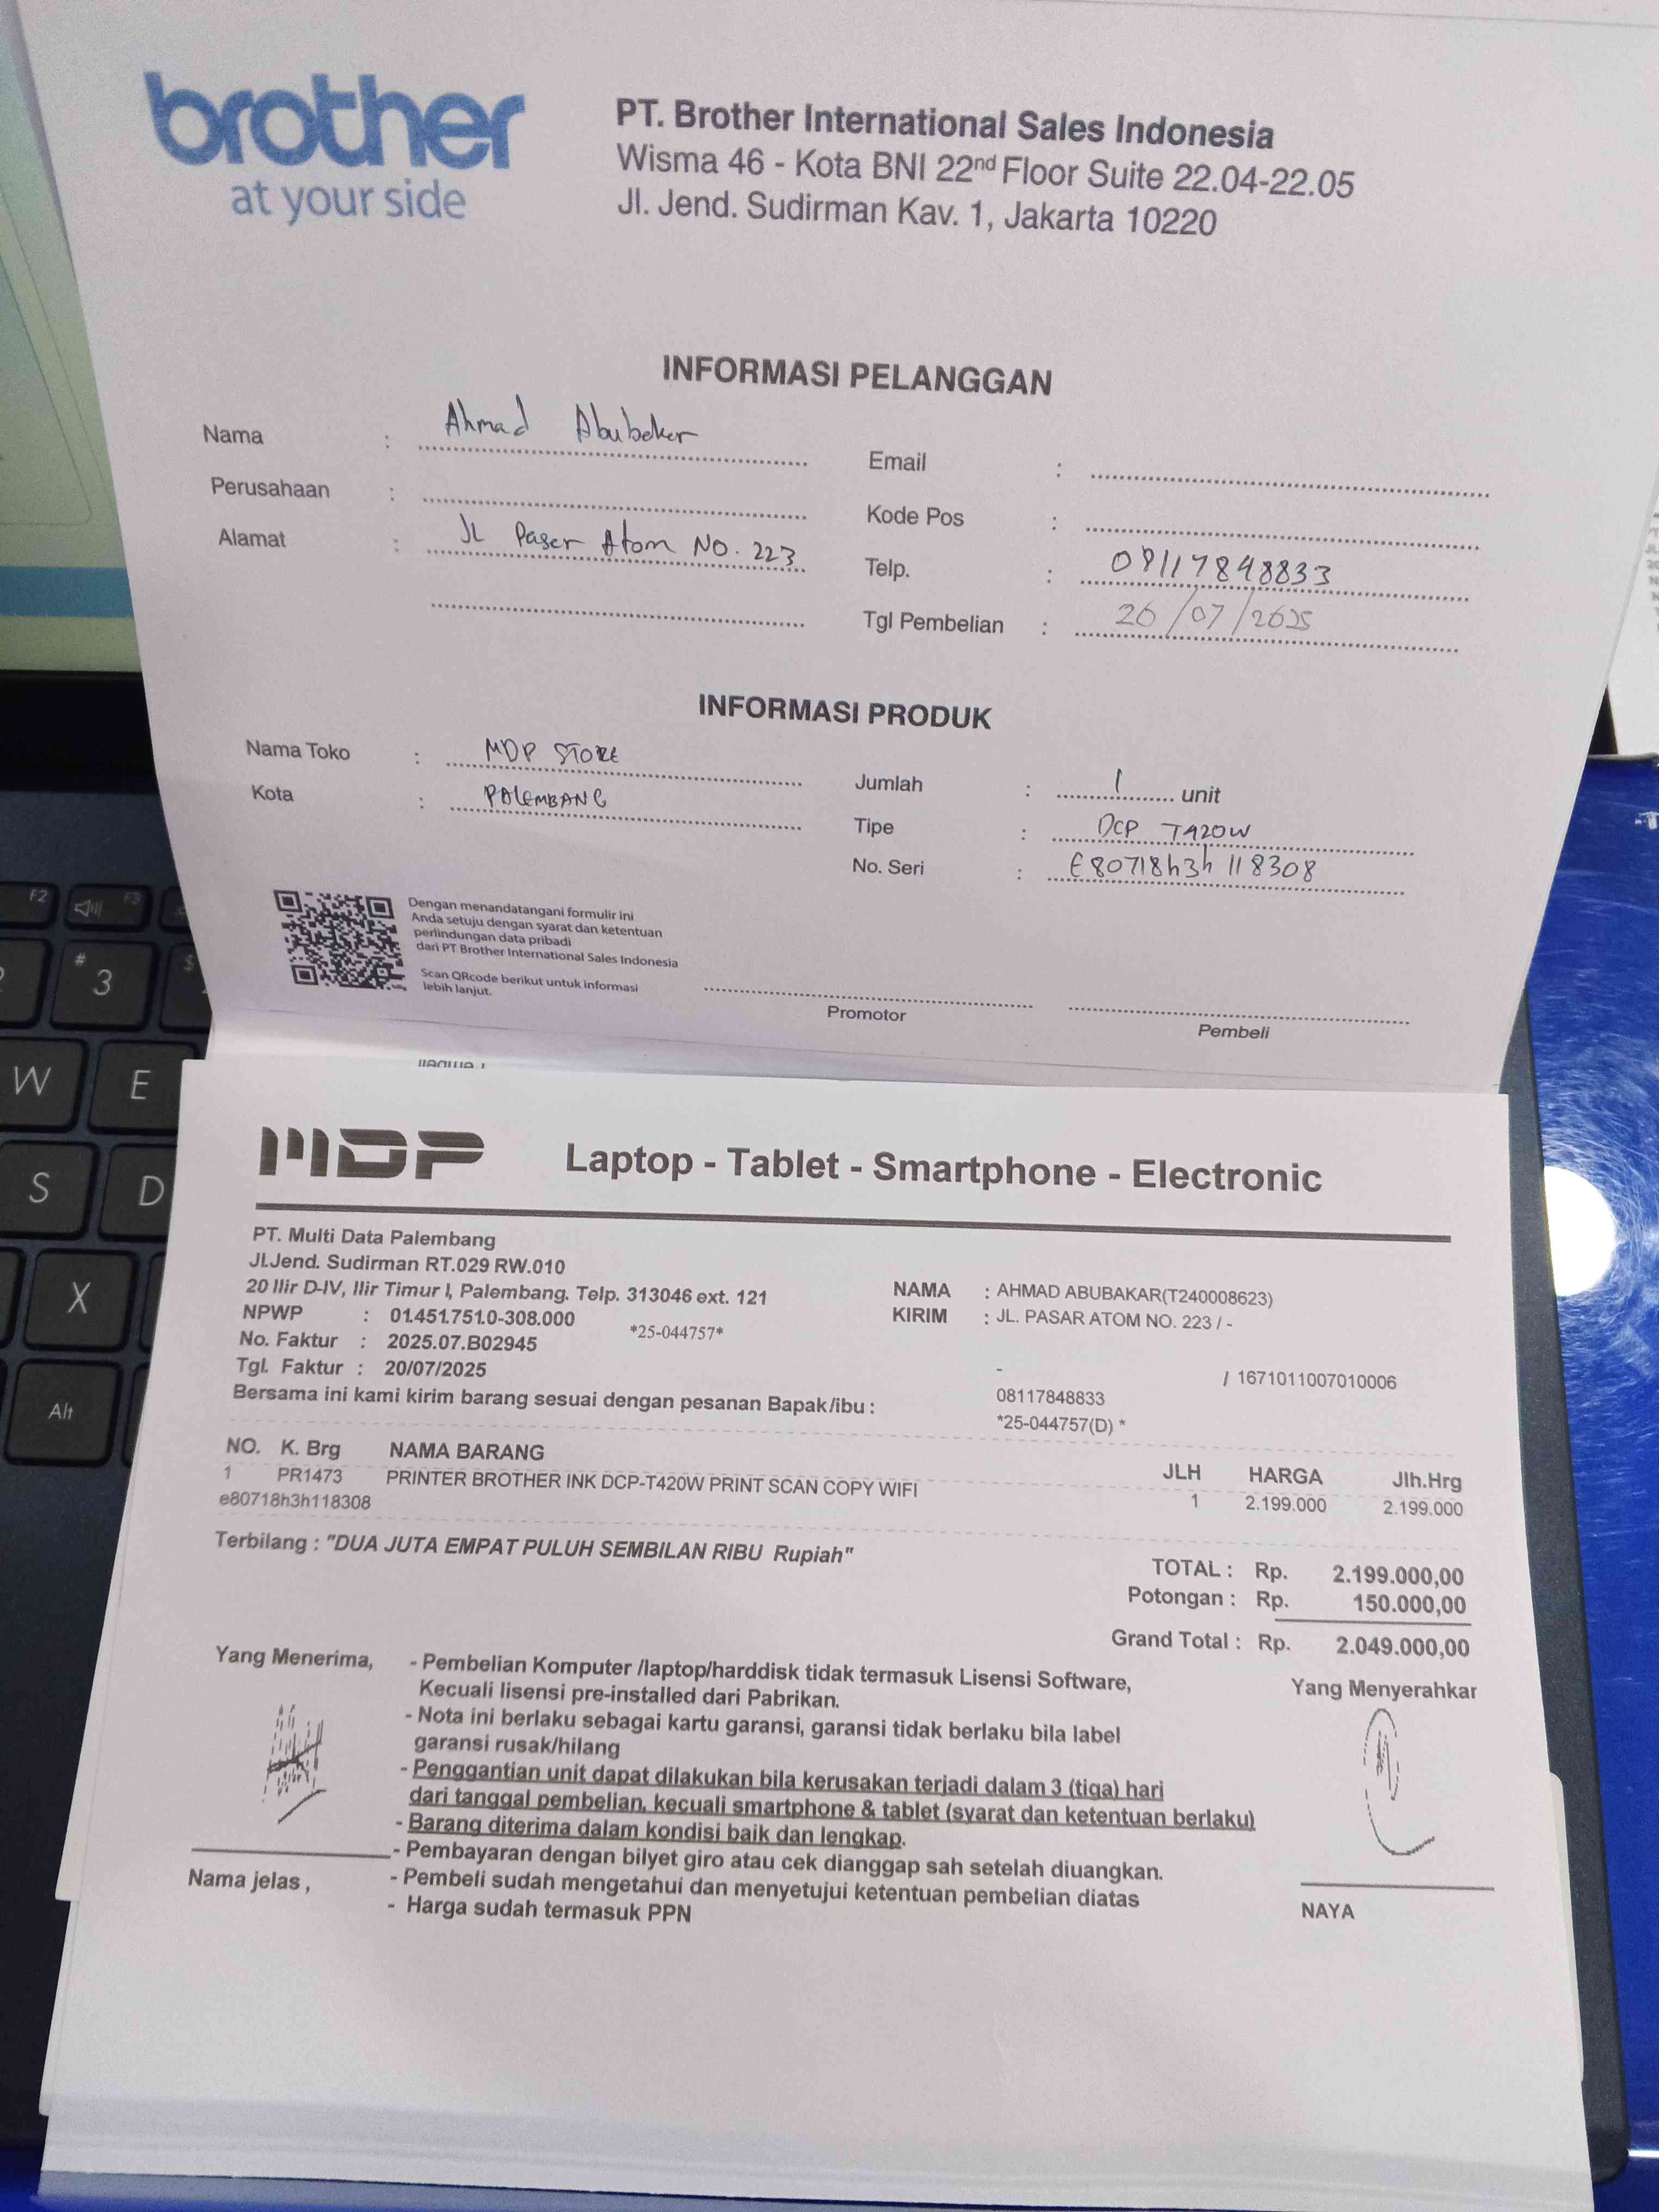 brother
at your side
PT. Brother International Sales Indonesia
Wisma 46 - Kota BNI 22nd Floor Suite 22.04-22.05
Jl. Jend. Sudirman Kav. 1, Jakarta 10220
INFORMASI PELANGGAN
Nama : Ahmad Abubakar
Perusahaan :
Alamat : JL Pasar Atom NO. 223
Email :
Kode Pos :
Telp. : 08117848833
Tgl Pembelian : 20/07/2025
INFORMASI PRODUK
Nama Toko : MDP STORE
Kota : PALEMBANG
Jumlah : 1 unit
Tipe : DCP T420W
No. Seri : E80718h3h118308
Dengan menandatangani formulir ini
Anda setuju dengan syarat dan ketentuan
perlindungan data pribadi
dari PT Brother International Sales Indonesia
Scan QRcode berikut untuk informasi
lebih lanjut.
Promotor
Pembeli
MDP Laptop - Tablet - Smartphone - Electronic
PT. Multi Data Palembang
Jl.Jend. Sudirman RT.029 RW.010
20 Ilir D-IV, Ilir Timur I, Palembang. Telp. 313046 ext. 121
NPWP : 01.451.751.0-308.000
*25-044757*
No. Faktur : 2025.07.B02945
Tgl. Faktur : 20/07/2025
Bersama ini kami kirim barang sesuai dengan pesanan Bapak/ibu :
NAMA : AHMAD ABUBAKAR(T240008623)
KIRIM : JL. PASAR ATOM NO. 223 / -
- / 1671011007010006
08117848833
*25-044757(D) *
NO. K. Brg NAMA BARANG JLH HARGA Jlh.Hrg
1 PR1473 PRINTER BROTHER INK DCP-T420W PRINT SCAN COPY WIFI 1 2.199.000 2.199.000
e80718h3h118308
Terbilang : "DUA JUTA EMPAT PULUH SEMBILAN RIBU Rupiah"
TOTAL : Rp. 2.199.000,00
Potongan : Rp. 150.000,00
Grand Total : Rp. 2.049.000,00
Yang Menerima,
- Pembelian Komputer /laptop/harddisk tidak termasuk Lisensi Software,
Kecuali lisensi pre-installed dari Pabrikan.
- Nota ini berlaku sebagai kartu garansi, garansi tidak berlaku bila label
garansi rusak/hilang
- Penggantian unit dapat dilakukan bila kerusakan terjadi dalam 3 (tiga) hari
dari tanggal pembelian, kecuali smartphone & tablet (syarat dan ketentuan berlaku)
- Barang diterima dalam kondisi baik dan lengkap.
- Pembayaran dengan bilyet giro atau cek dianggap sah setelah diuangkan.
- Pembeli sudah mengetahui dan menyetujui ketentuan pembelian diatas
- Harga sudah termasuk PPN
Nama jelas ,
Yang Menyerahkar
NAYA
F2
F3
#
3
$
W
E
S
D
X
Alt